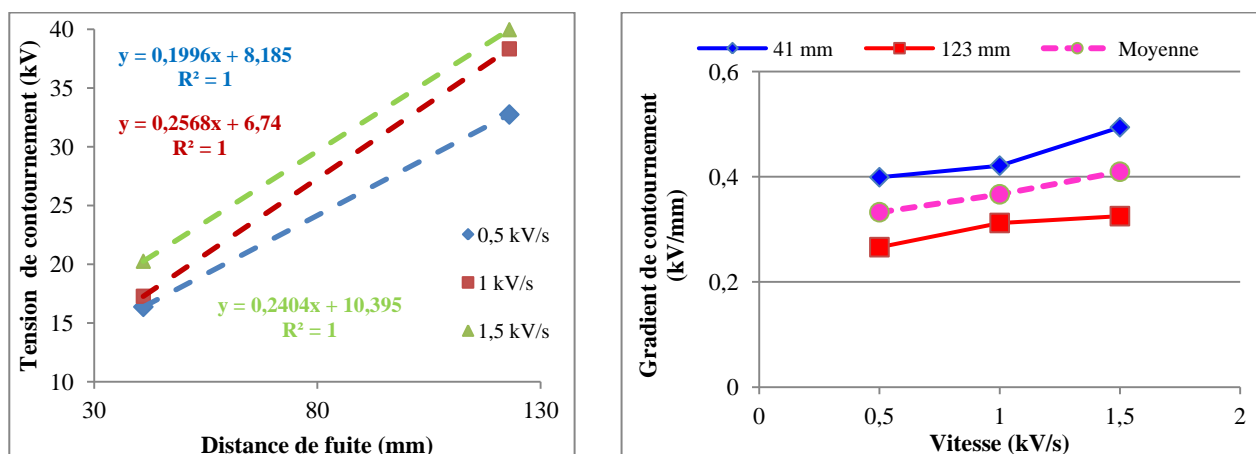 40
35
30
25
20
15
10
Tension de contournement (kV)
y = 0,1996x + 8,185
R² = 1
y = 0,2568x + 6,74
R² = 1
y = 0,2404x + 10,395
R² = 1
0,5 kV/s
1 kV/s
1,5 kV/s
30 80 130
Distance de fuite (mm)
41 mm 123 mm Moyenne
0,6
0,4
0,2
0
Gradient de contournement
(kV/mm)
0 0,5 1 1,5 2
Vitesse (kV/s)